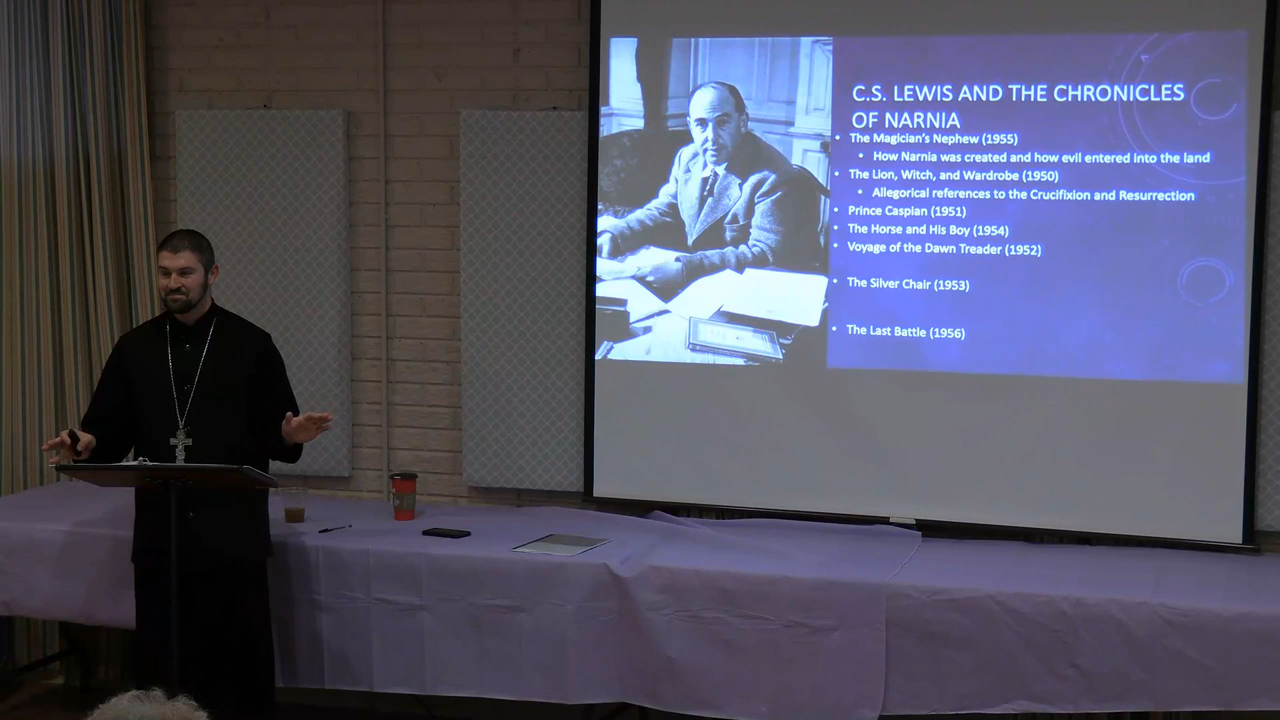 C.S. LEWIS AND THE CHRONICLES
OF NARNIA
• The Magician's Nephew (1955)
• How Narnia was created and how evil entered into the land
• The Lion, Witch, and Wardrobe (1950)
• Allegorical references to the Crucifixion and Resurrection
• Prince Caspian (1951)
• The Horse and His Boy (1954)
• Voyage of the Dawn Treader (1952)
• The Silver Chair (1953)
• The Last Battle (1956)